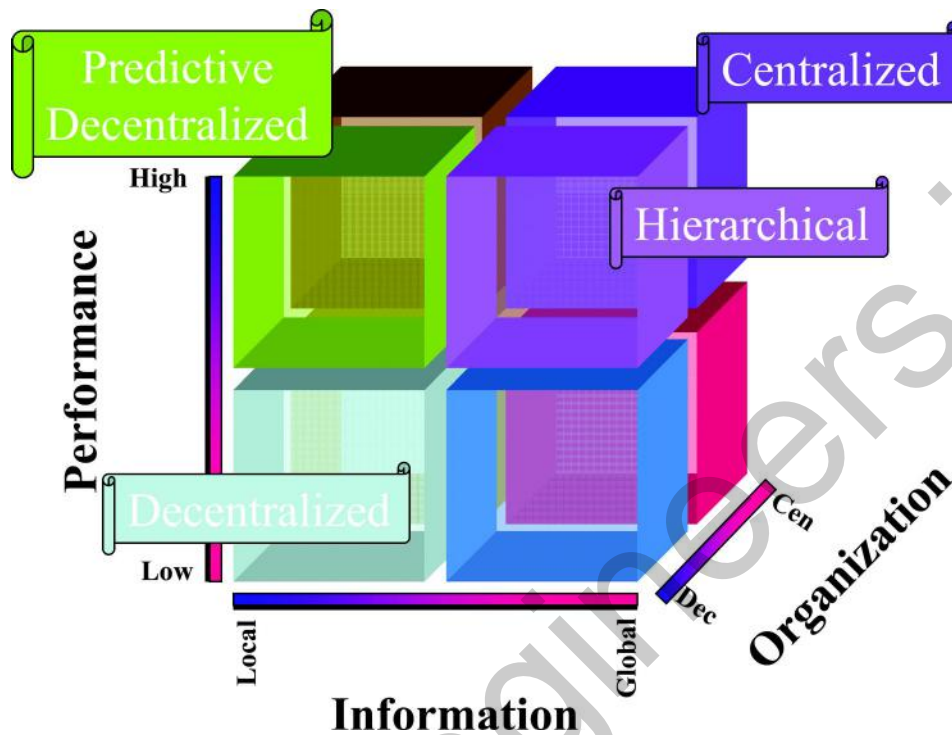 Predictive
Decentralized
Centralized
Hierarchical
Decentralized
High
Performance
Low
Local
Global
Information
Dec
Cen
Organization